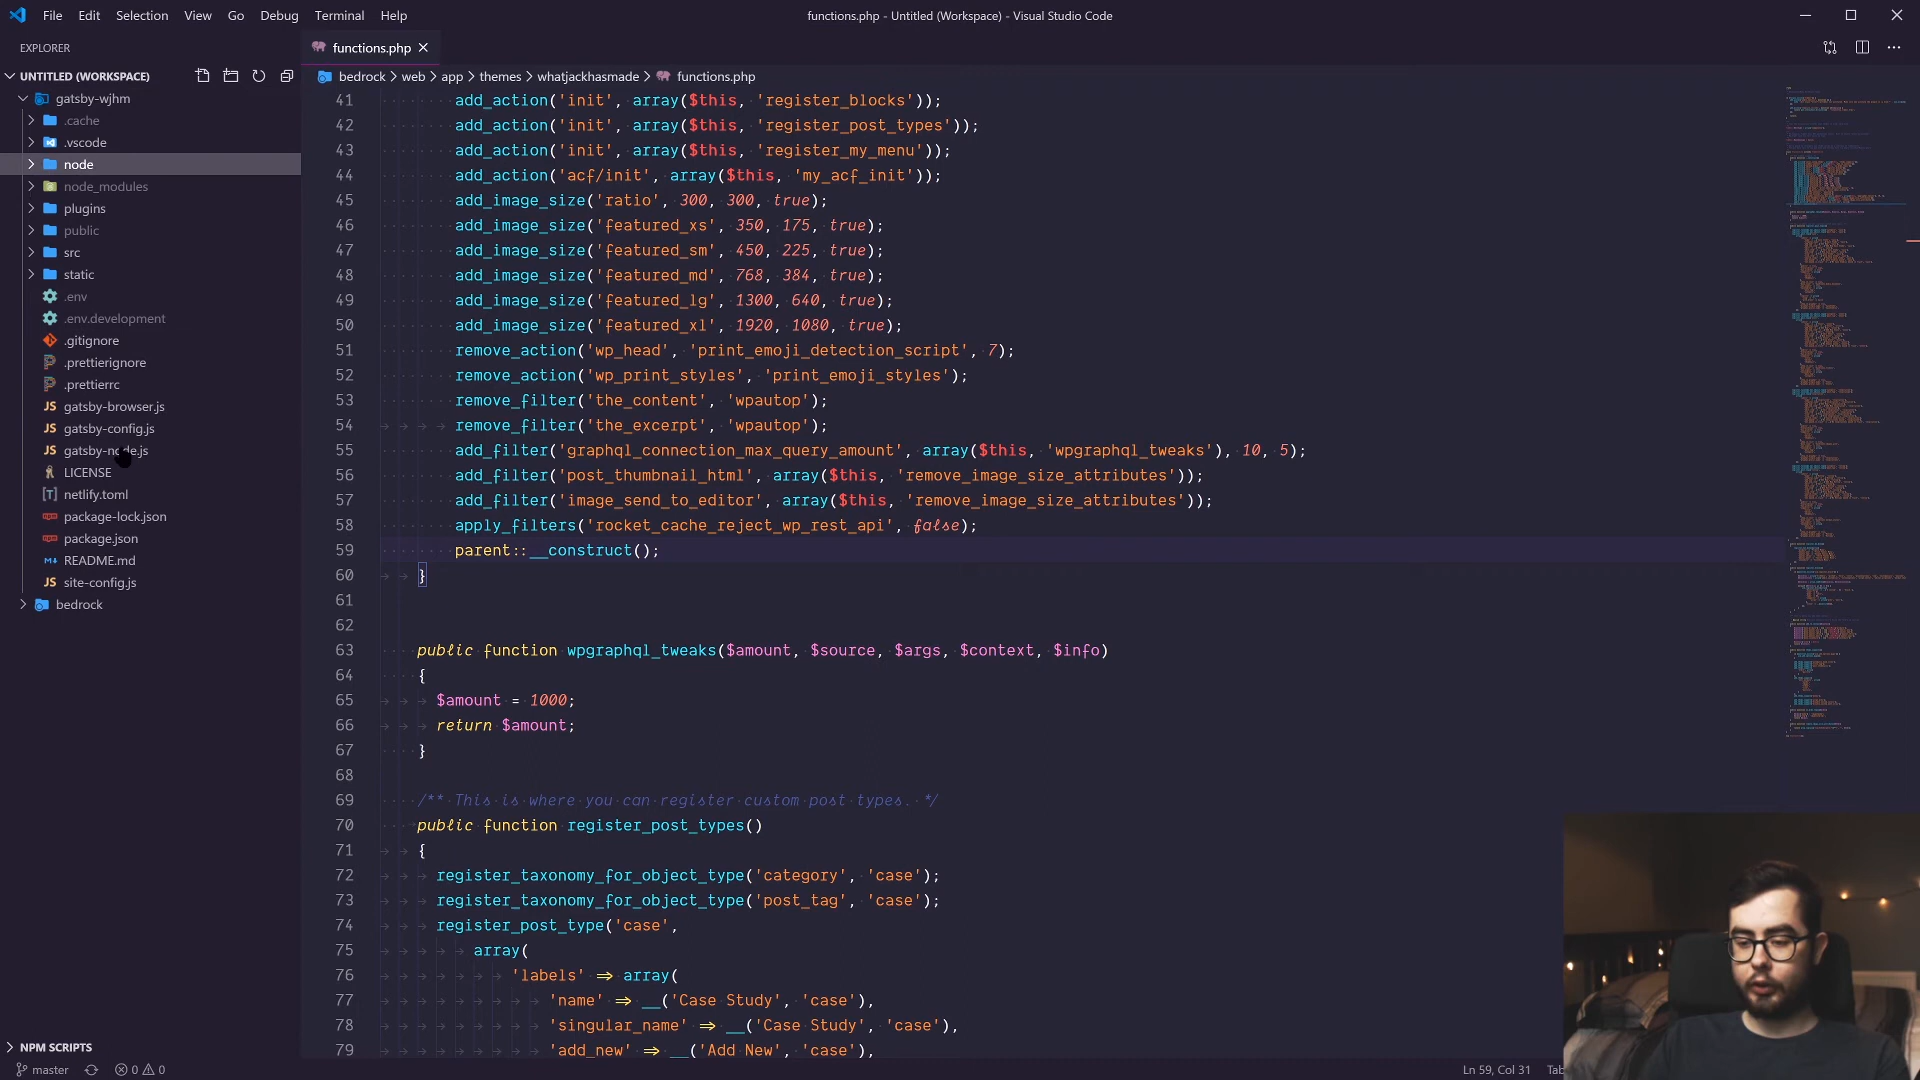 File Edit Selection View Go Debug Terminal Help
functions.php - Untitled (Workspace) - Visual Studio Code
EXPLORER
functions.php
UNTITLED (WORKSPACE)
bedrock > web > app > themes > whatjackhasmade > functions.php
gatsby-wjhm
.cache
.vscode
node
node_modules
plugins
public
src
static
.env
.env.development
.gitignore
.prettierignore
.prettierrc
gatsby-browser.js
gatsby-config.js
gatsby-node.js
LICENSE
netlify.toml
package-lock.json
package.json
README.md
site-config.js
bedrock
41 add_action('init', array($this, 'register_blocks'));
42 add_action('init', array($this, 'register_post_types'));
43 add_action('init', array($this, 'register_my_menu'));
44 add_action('acf/init', array($this, 'my_acf_init'));
45 add_image_size('ratio', 300, 300, true);
46 add_image_size('featured_xs', 350, 175, true);
47 add_image_size('featured_sm', 450, 225, true);
48 add_image_size('featured_md', 768, 384, true);
49 add_image_size('featured_lg', 1300, 640, true);
50 add_image_size('featured_xl', 1920, 1080, true);
51 remove_action('wp_head', 'print_emoji_detection_script', 7);
52 remove_action('wp_print_styles', 'print_emoji_styles');
53 remove_filter('the_content', 'wpautop');
54 remove_filter('the_excerpt', 'wpautop');
55 add_filter('graphql_connection_max_query_amount', array($this, 'wpgraphql_tweaks'), 10, 5);
56 add_filter('post_thumbnail_html', array($this, 'remove_image_size_attributes'));
57 add_filter('image_send_to_editor', array($this, 'remove_image_size_attributes'));
58 apply_filters('rocket_cache_reject_wp_rest_api', false);
59 parent::__construct();
60 }
61
62
63 public function wpgraphql_tweaks($amount, $source, $args, $context, $info)
64 {
65 $amount = 1000;
66 return $amount;
67 }
68
69 /** This is where you can register custom post types. */
70 public function register_post_types()
71 {
72 register_taxonomy_for_object_type('category', 'case');
73 register_taxonomy_for_object_type('post_tag', 'case');
74 register_post_type('case',
75 array(
76 'labels' => array(
77 'name' => __('Case Study', 'case'),
78 'singular_name' => __('Case Study', 'case'),
79 'add_new' => __('Add New', 'case'),
NPM SCRIPTS
master 0 0
Ln 59, Col 31